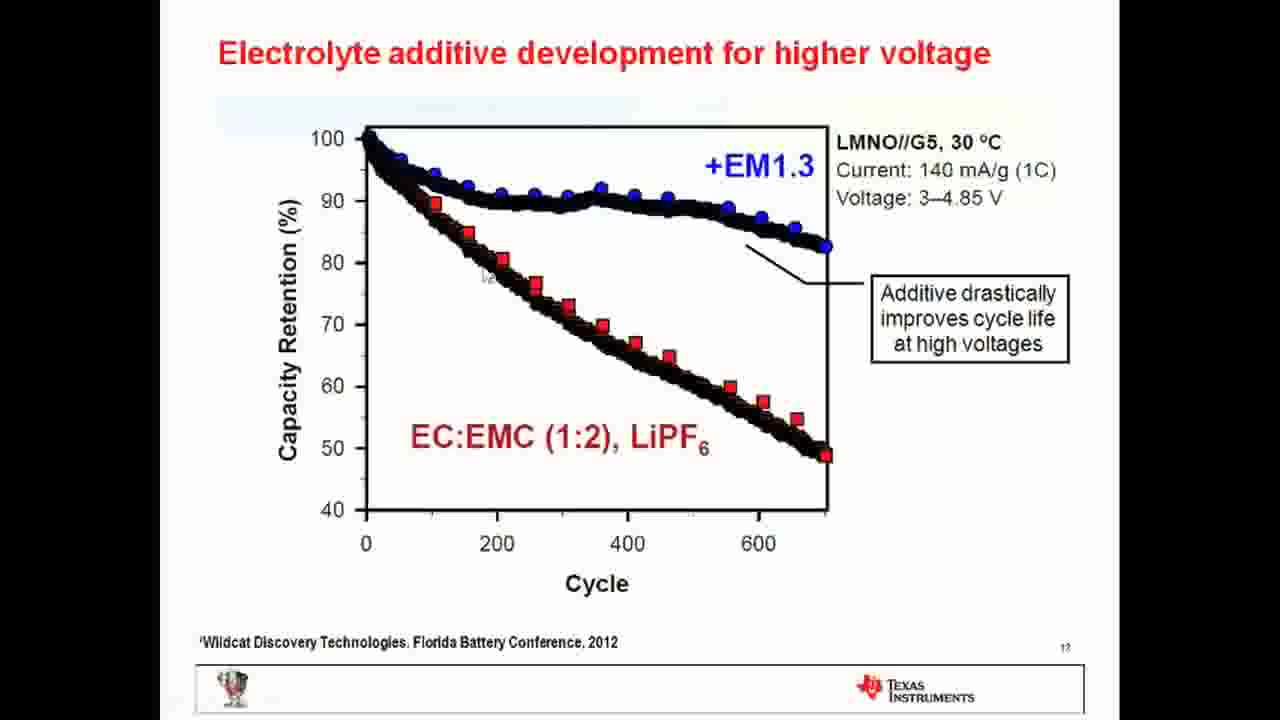 Electrolyte additive development for higher voltage
100
90
80
70
60
50
40
Capacity Retention (%)
+EM1.3
EC:EMC (1:2), LiPF₆
0
200
400
600
Cycle
LMNO//G5, 30 ºC
Current: 140 mA/g (1C)
Voltage: 3–4.85 V
Additive drastically
improves cycle life
at high voltages
Wildcat Discovery Technologies. Florida Battery Conference, 2012
TEXAS
INSTRUMENTS